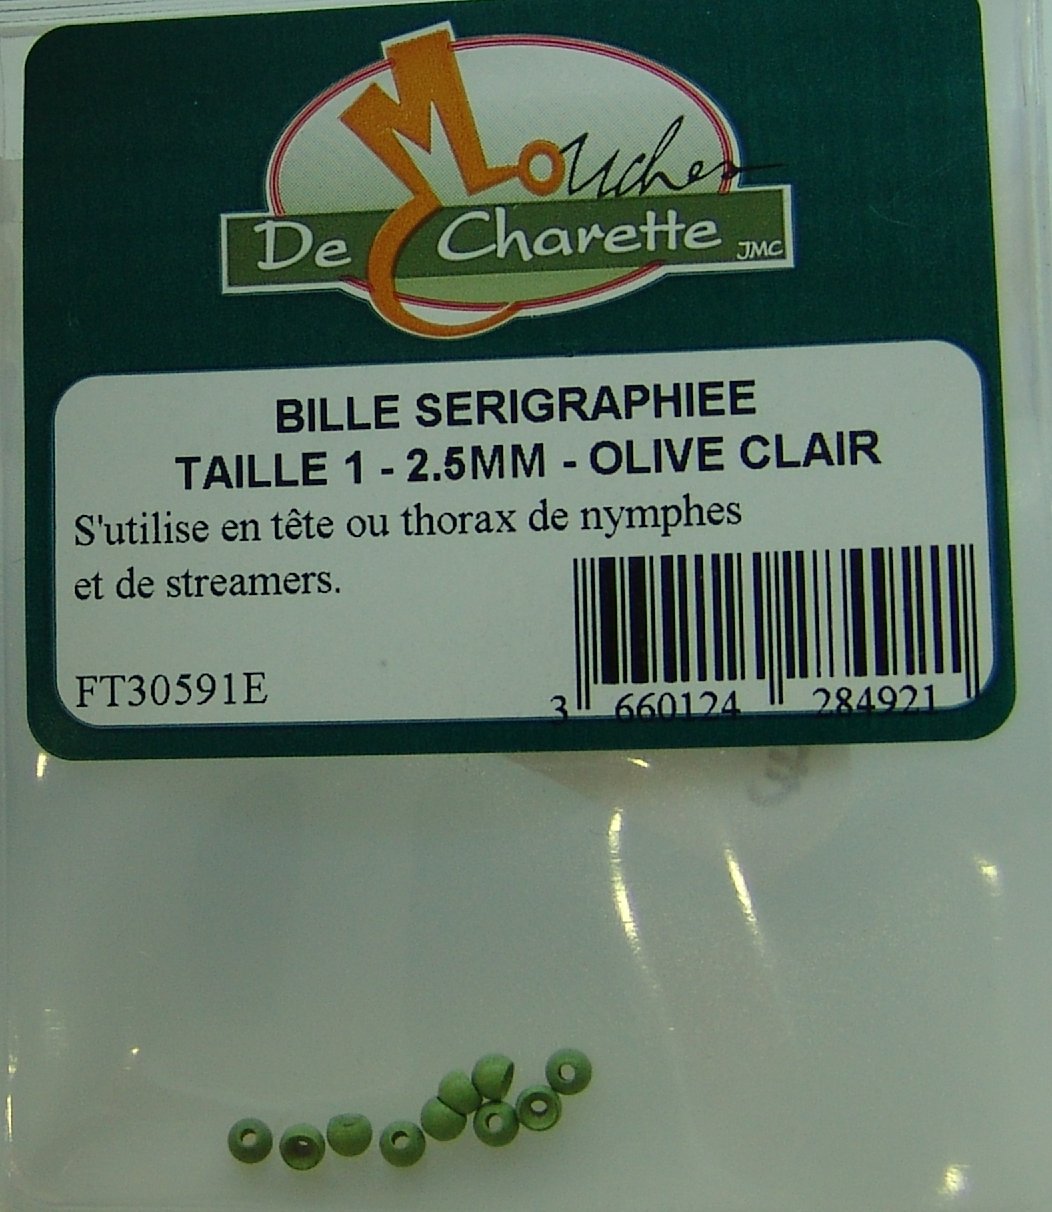 Mouches
De Charette JMC
BILLE SERIGRAPHIEE
TAILLE 1 - 2.5MM - OLIVE CLAIR
S'utilise en tête ou thorax de nymphes
et de streamers.
FT30591E
3 660124 284921